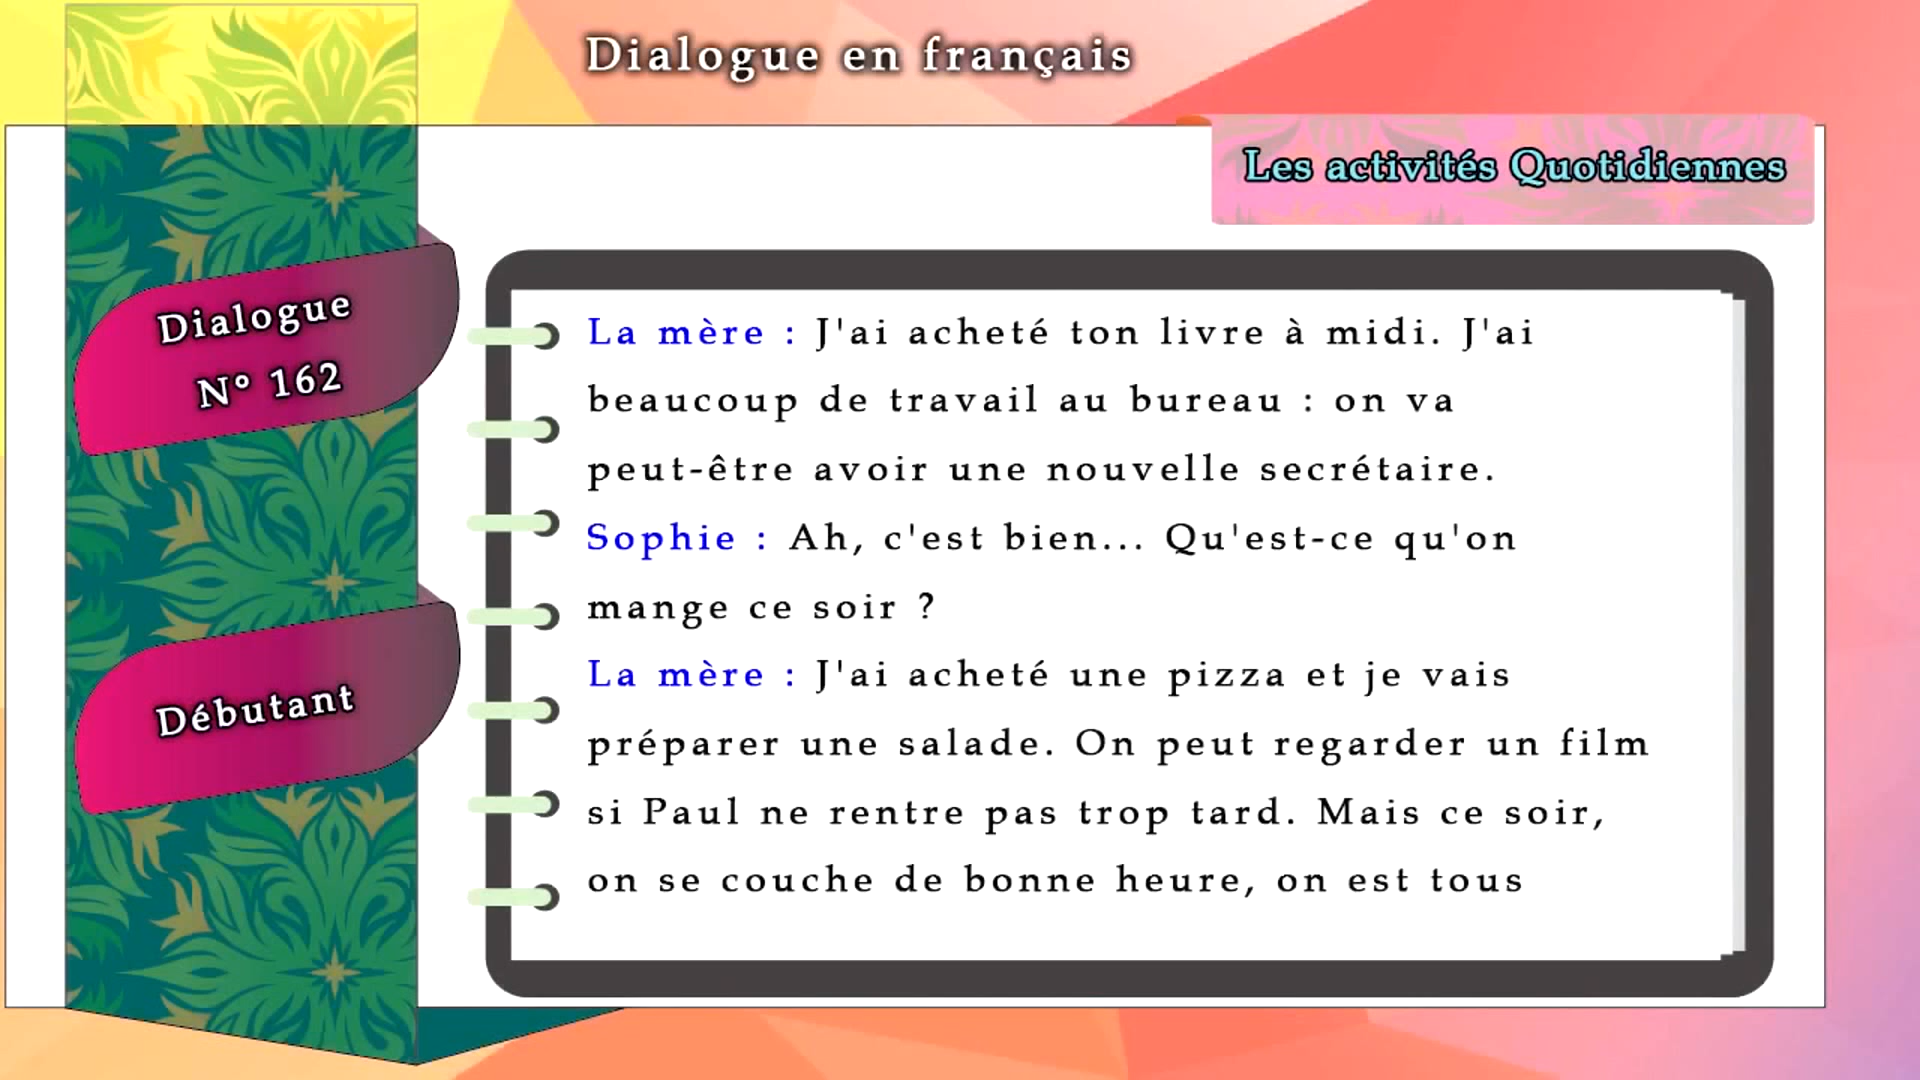 Dialogue en français
Les activités Quotidiennes
Dialogue
N° 162
Débutant
La mère : J'ai acheté ton livre à midi. J'ai
beaucoup de travail au bureau : on va
peut-être avoir une nouvelle secrétaire.
Sophie : Ah, c'est bien... Qu'est-ce qu'on
mange ce soir ?
La mère : J'ai acheté une pizza et je vais
préparer une salade. On peut regarder un film
si Paul ne rentre pas trop tard. Mais ce soir,
on se couche de bonne heure, on est tous